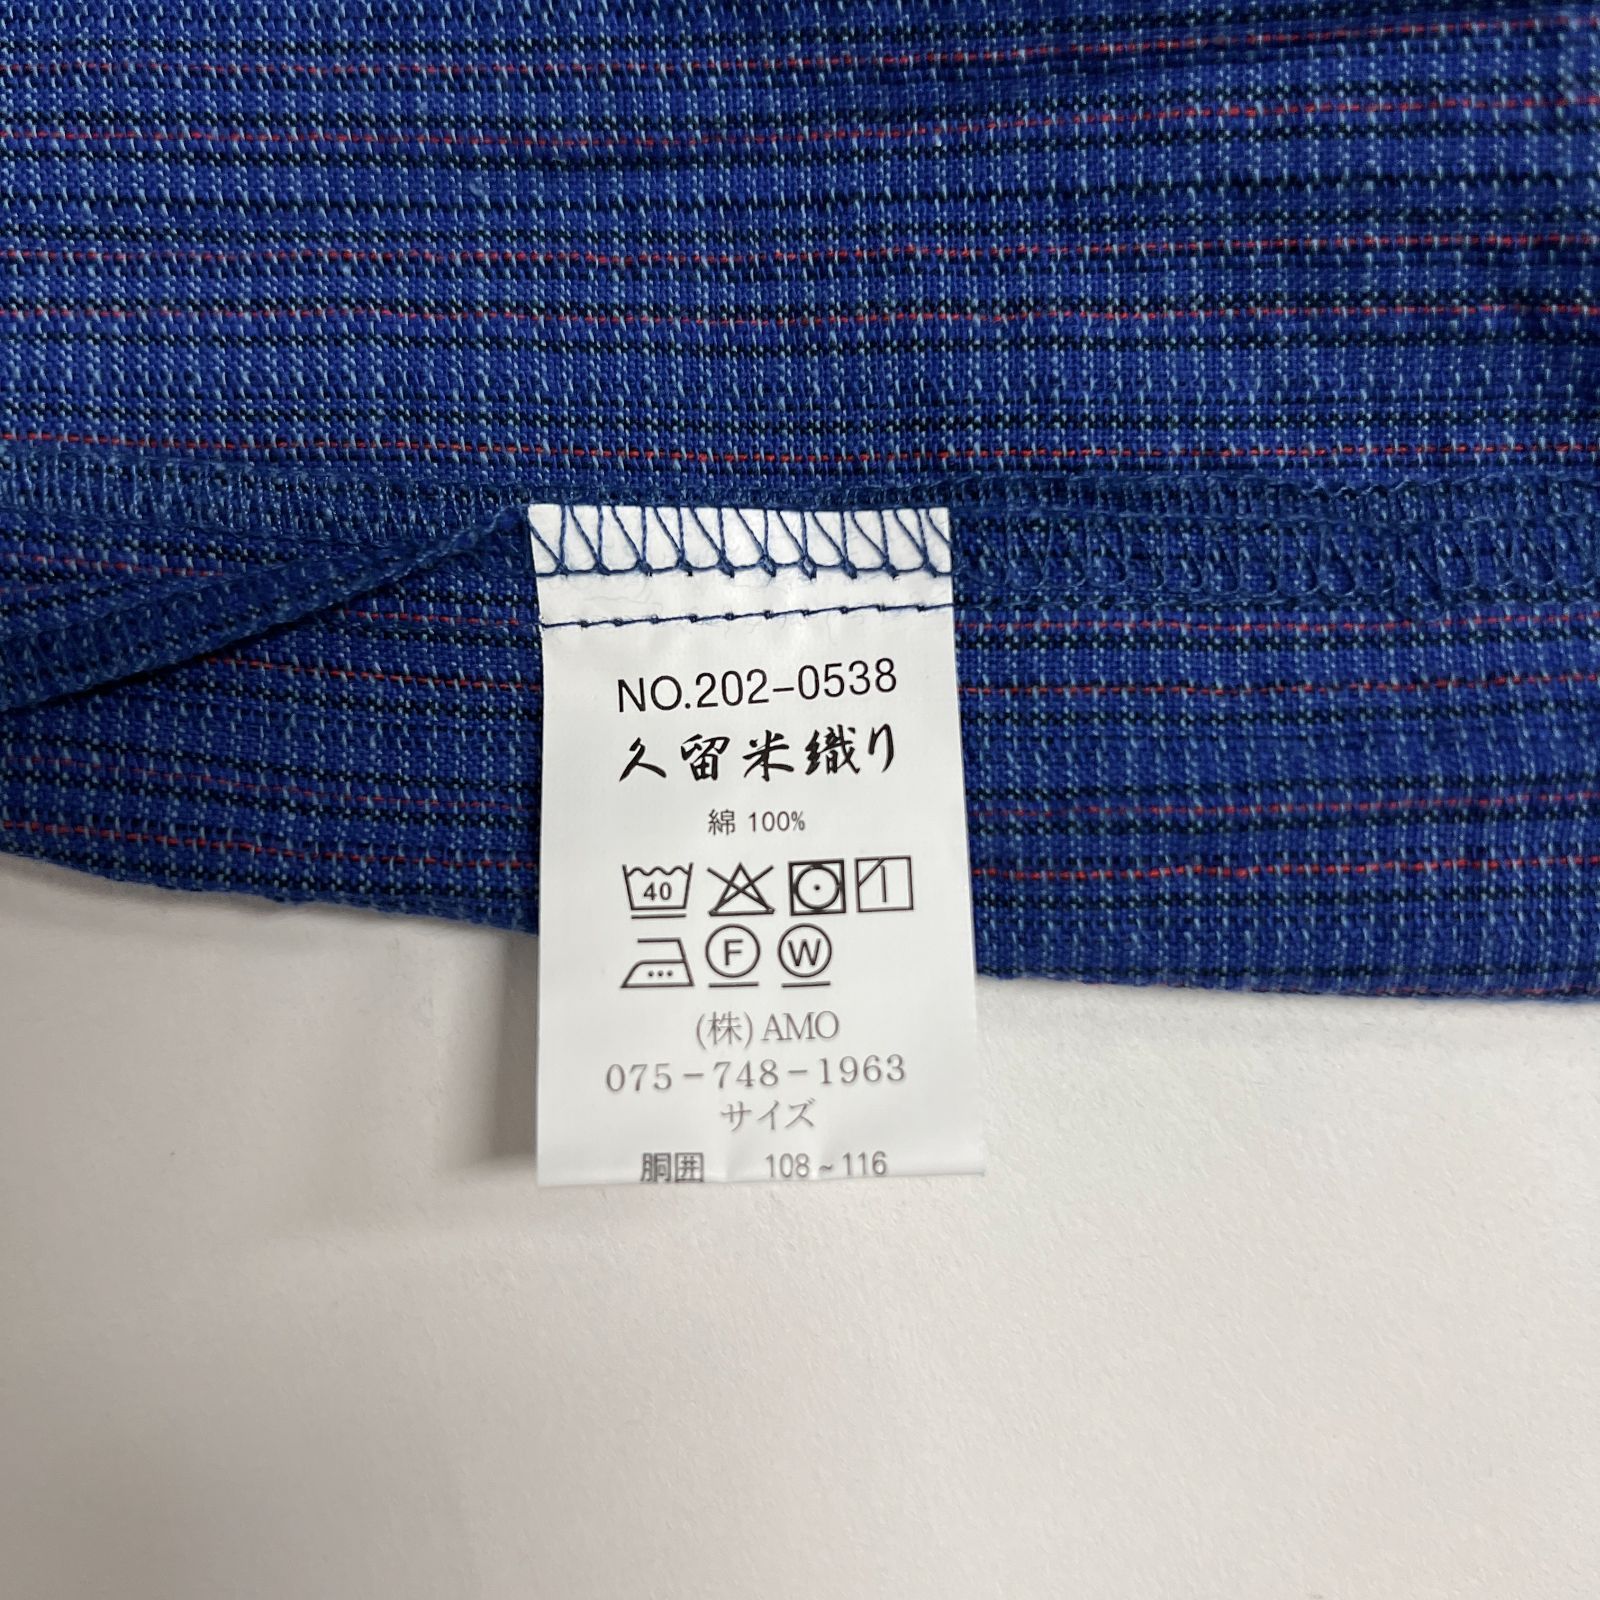 NO.202-0538
久留米織り
綿 100%
40
F W
(株)AMO
075-748-1963
サイズ
胴囲 108~116